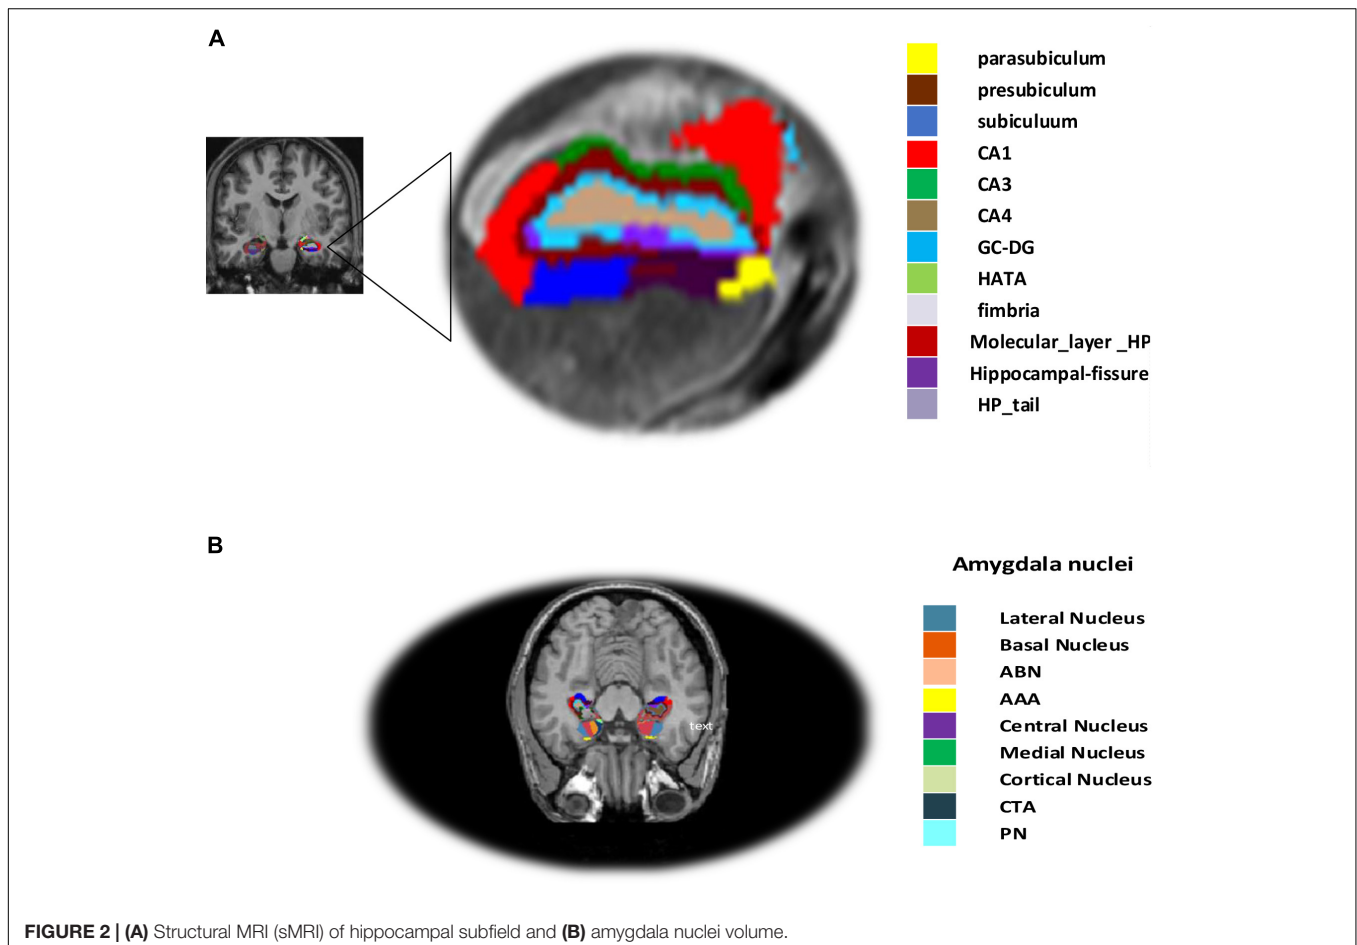 A
parasubiculum
presubiculum
subiculuum
CA1
CA3
CA4
GC-DG
HATA
fimbria
Molecular_layer _HP
Hippocampal-fissure
HP_tail
B
Amygdala nuclei
Lateral Nucleus
Basal Nucleus
ABN
AAA
Central Nucleus
Medial Nucleus
Cortical Nucleus
CTA
PN
text
FIGURE 2 | (A) Structural MRI (sMRI) of hippocampal subfield and (B) amygdala nuclei volume.